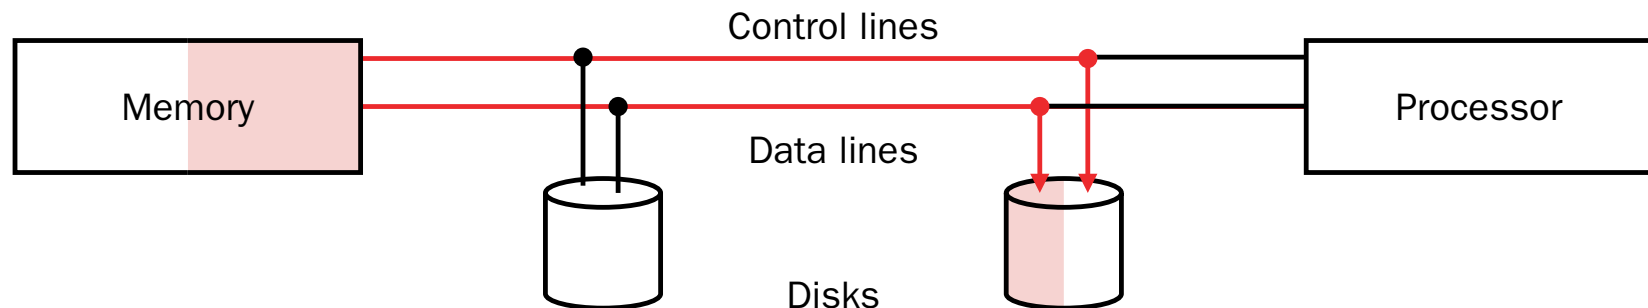 Control lines
Memory
Processor
Data lines
Disks